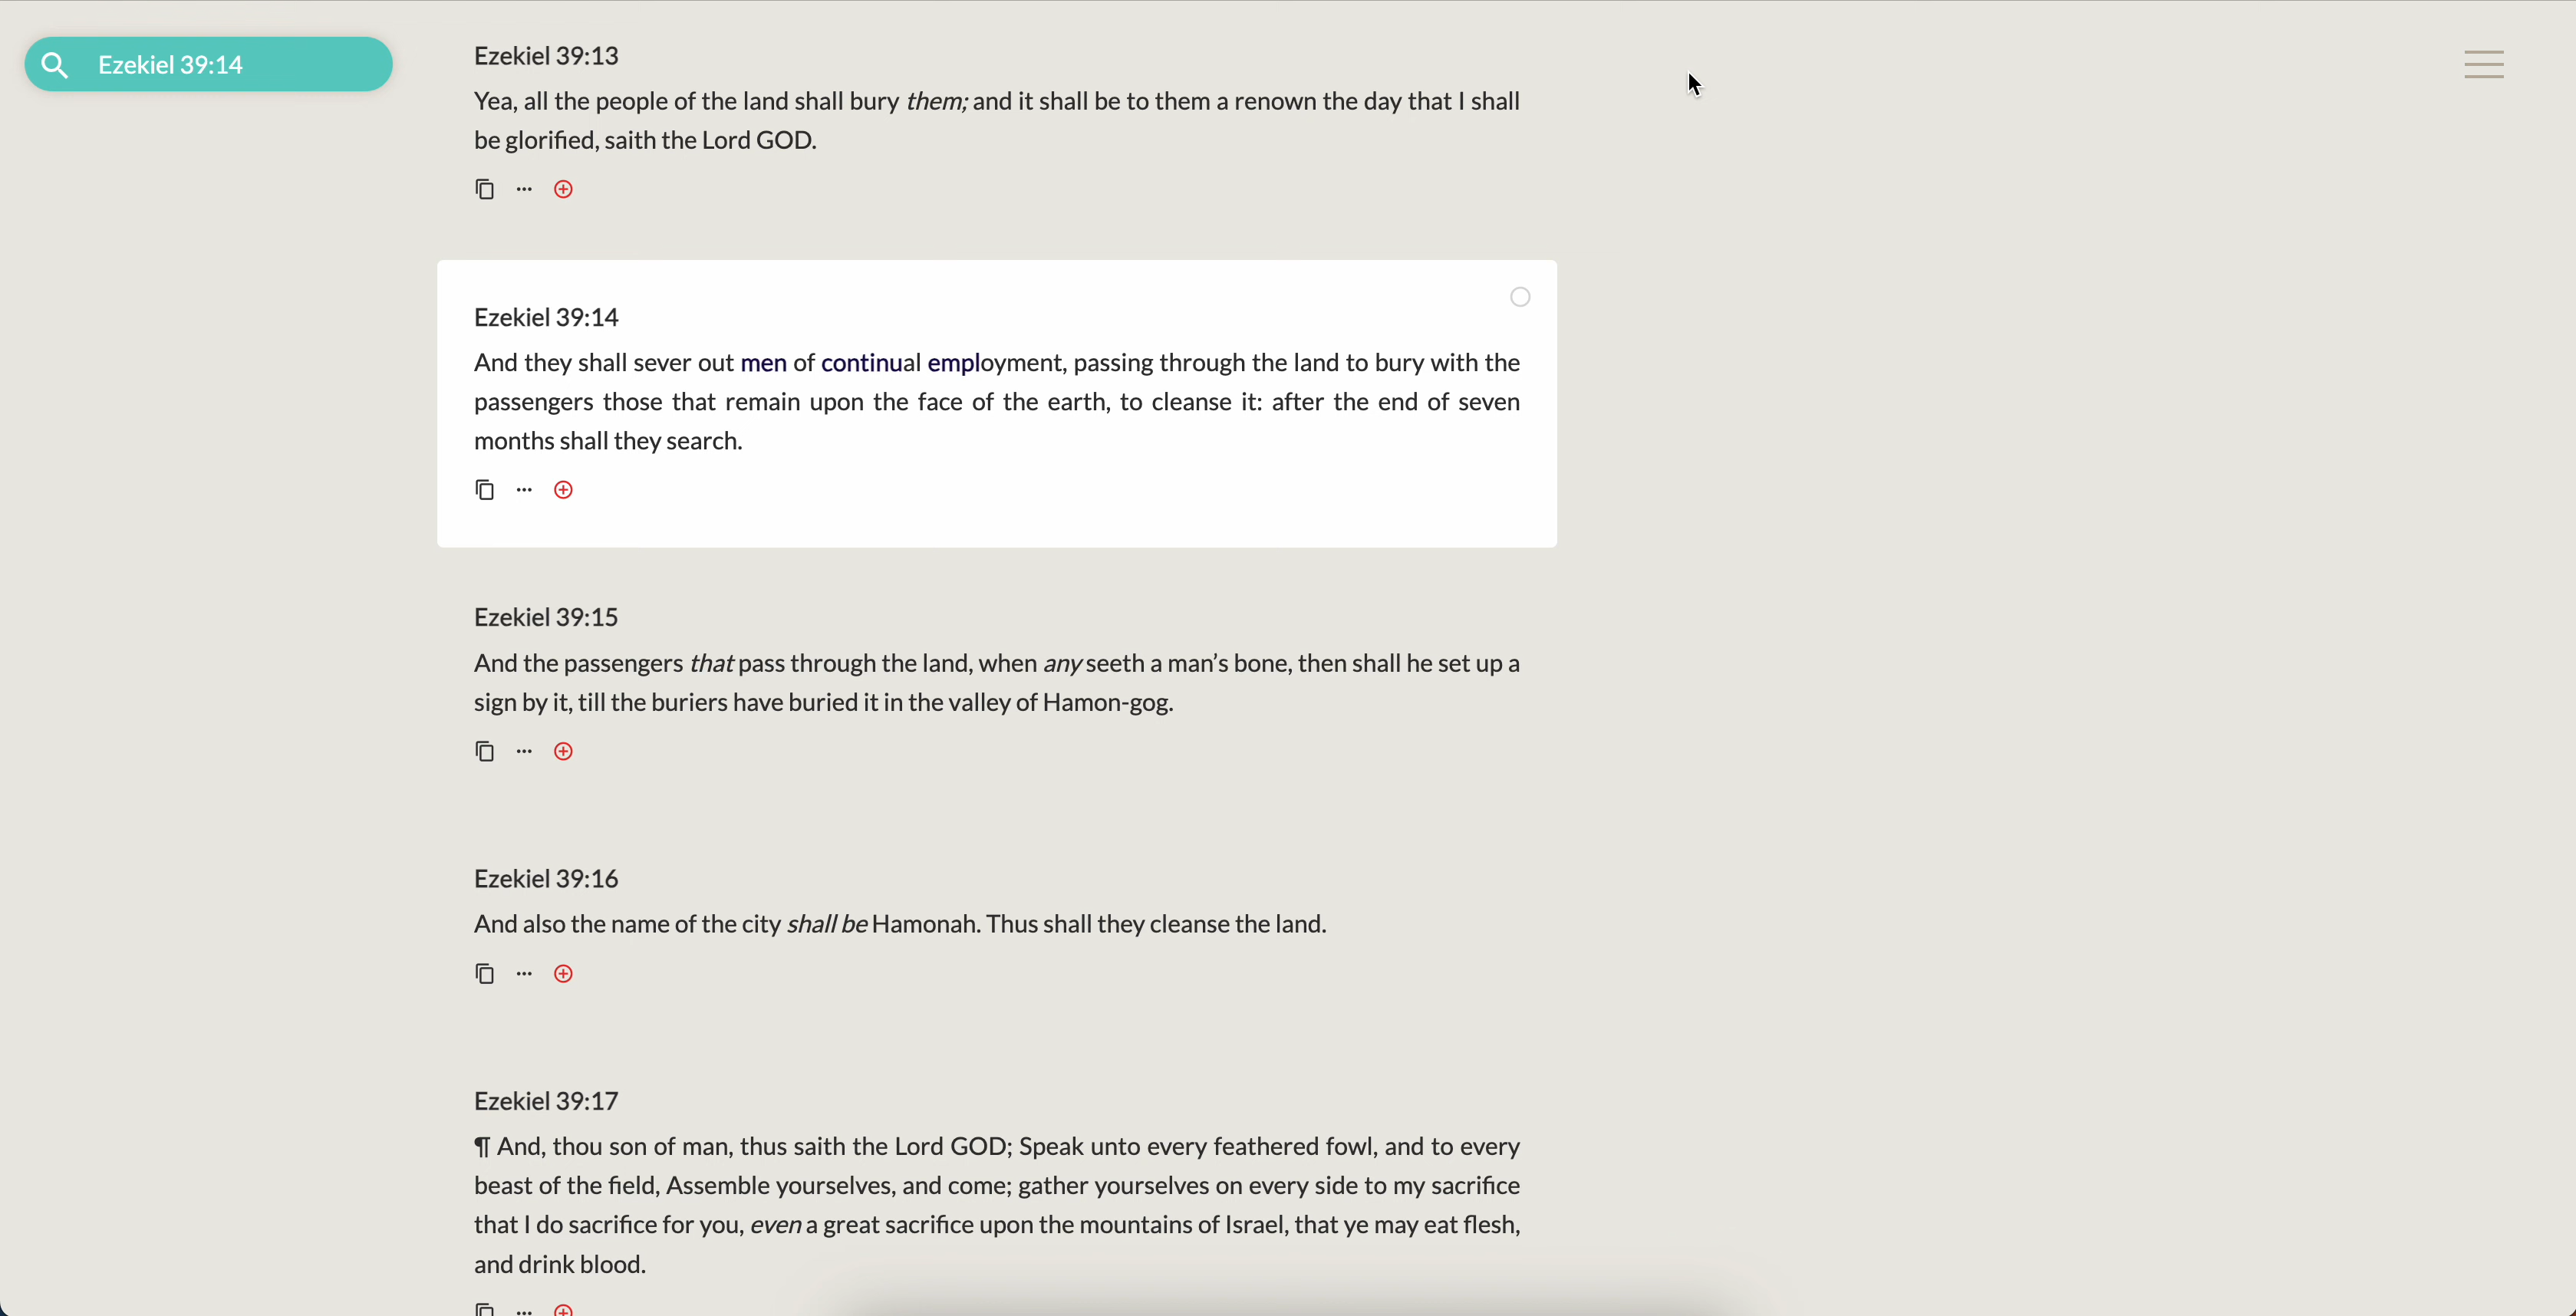 Ezekiel 39:14
Ezekiel 39:13
Yea, all the people of the land shall bury them; and it shall be to them a renown the day that I shall
be glorified, saith the Lord GOD.
Ezekiel 39:14
And they shall sever out men of continual employment, passing through the land to bury with the
passengers those that remain upon the face of the earth, to cleanse it: after the end of seven
months shall they search.
Ezekiel 39:15
And the passengers that pass through the land, when any seeth a man’s bone, then shall he set up a
sign by it, till the buriers have buried it in the valley of Hamon-gog.
Ezekiel 39:16
And also the name of the city shall be Hamonah. Thus shall they cleanse the land.
Ezekiel 39:17
¶ And, thou son of man, thus saith the Lord GOD; Speak unto every feathered fowl, and to every
beast of the field, Assemble yourselves, and come; gather yourselves on every side to my sacrifice
that I do sacrifice for you, even a great sacrifice upon the mountains of Israel, that ye may eat flesh,
and drink blood.